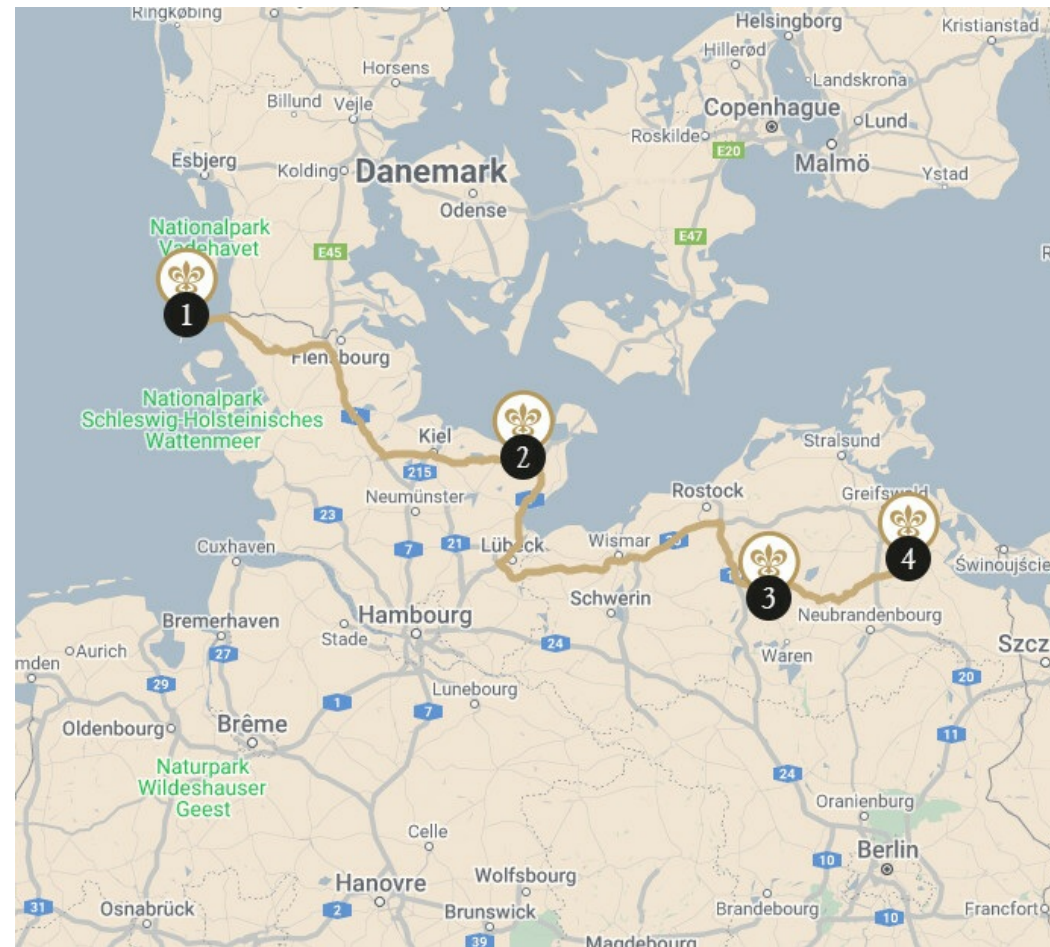 Ringkøbing
Helsingborg
Kristianstad
Hillerød
Horsens
Landskrona
Billund
Vejle
Copenhague
Lund
Roskilde
E20
Malmö
Esbjerg
Kolding
Danemark
Ystad
Odense
Nationalpark
Vadehavet
E47
E45
1
Flensbourg
Nationalpark
Schleswig-Holsteinisches
Wattenmeer
Kiel
2
Stralsund
215
Neumünster
Rostock
Greifswald
23
Cuxhaven
7
21
Lübeck
Wismar
4
Świnoujście
3
Schwerin
Neubrandenbourg
Bremerhaven
Hambourg
Stade
24
Waren
Szcz
Aurich
mden
27
20
29
Lunebourg
1
7
Oldenbourg
Brême
11
Naturpark
Wildeshauser
Geest
24
Oranienburg
Celle
Berlin
10
Hanovre
Wolfsbourg
31
Osnabrück
2
Brunswick
Brandebourg
10
Francfort
39
Magdebourg